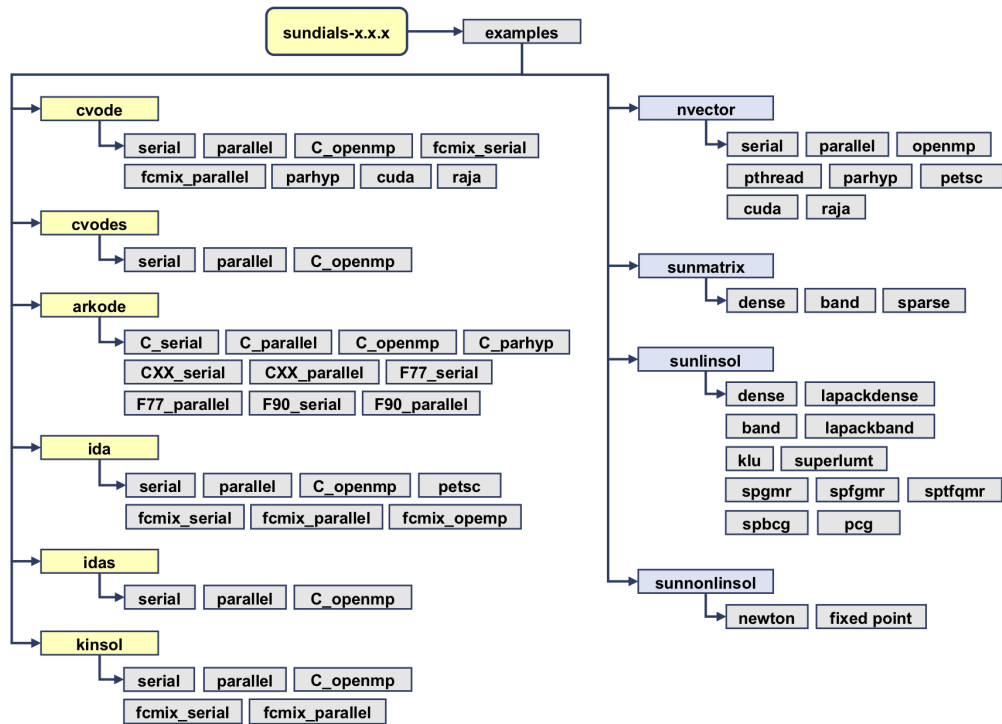 sundials-x.x.x examples
cvode
serial parallel C_openmp fcmix_serial
fcmix_parallel parhyp cuda raja
cvodes
serial parallel C_openmp
arkode
C_serial C_parallel C_openmp C_parhyp
CXX_serial CXX_parallel F77_serial
F77_parallel F90_serial F90_parallel
ida
serial parallel C_openmp petsc
fcmix_serial fcmix_parallel fcmix_opemp
idas
serial parallel C_openmp
kinsol
serial parallel C_openmp
fcmix_serial fcmix_parallel
nvector
serial parallel openmp
pthread parhyp petsc
cuda raja
sunmatrix
dense band sparse
sunlinsol
dense lapackdense
band lapackband
klu superlumt
spgmr spfgmr sptfqmr
spbcg pcg
sunnonlinsol
newton fixed point